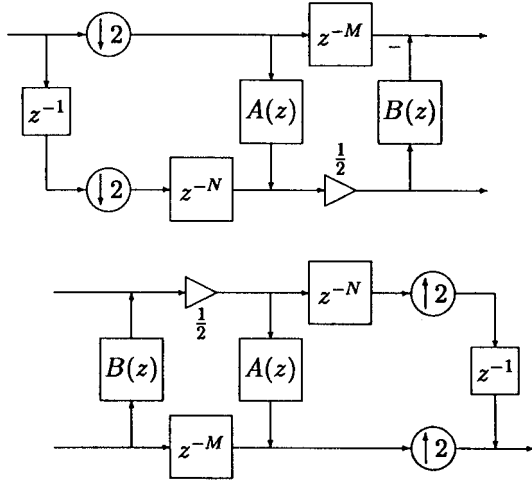 ↓2 z^{-M}
−
z^{-1} A(z) B(z)
1/2
↓2 z^{-N}
z^{-N} ↑2
1/2
B(z) A(z) z^{-1}
z^{-M} ↑2